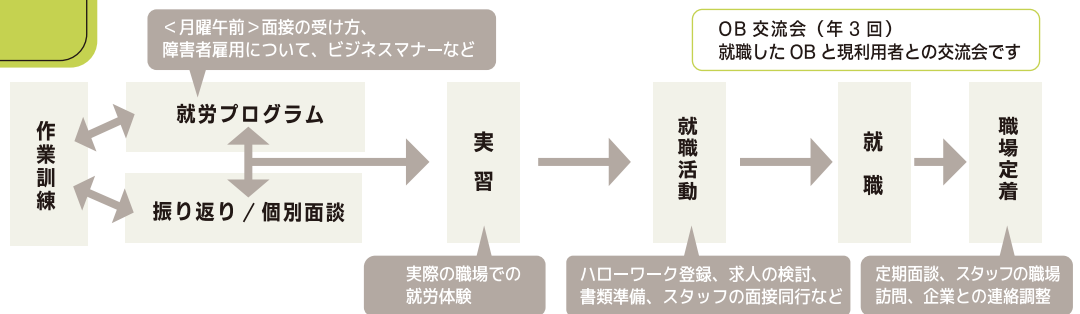 ＜月曜午前＞面接の受け方、
障害者雇用について、ビジネスマナーなど
OB 交流会（年 3 回）
就職した OB と現利用者との交流会です
作業訓練
就労プログラム
振り返り / 個別面談
実習
就職活動
就職
職場定着
実際の職場での
就労体験
ハローワーク登録、求人の検討、
書類準備、スタッフの面接同行など
定期面談、スタッフの職場
訪問、企業との連絡調整